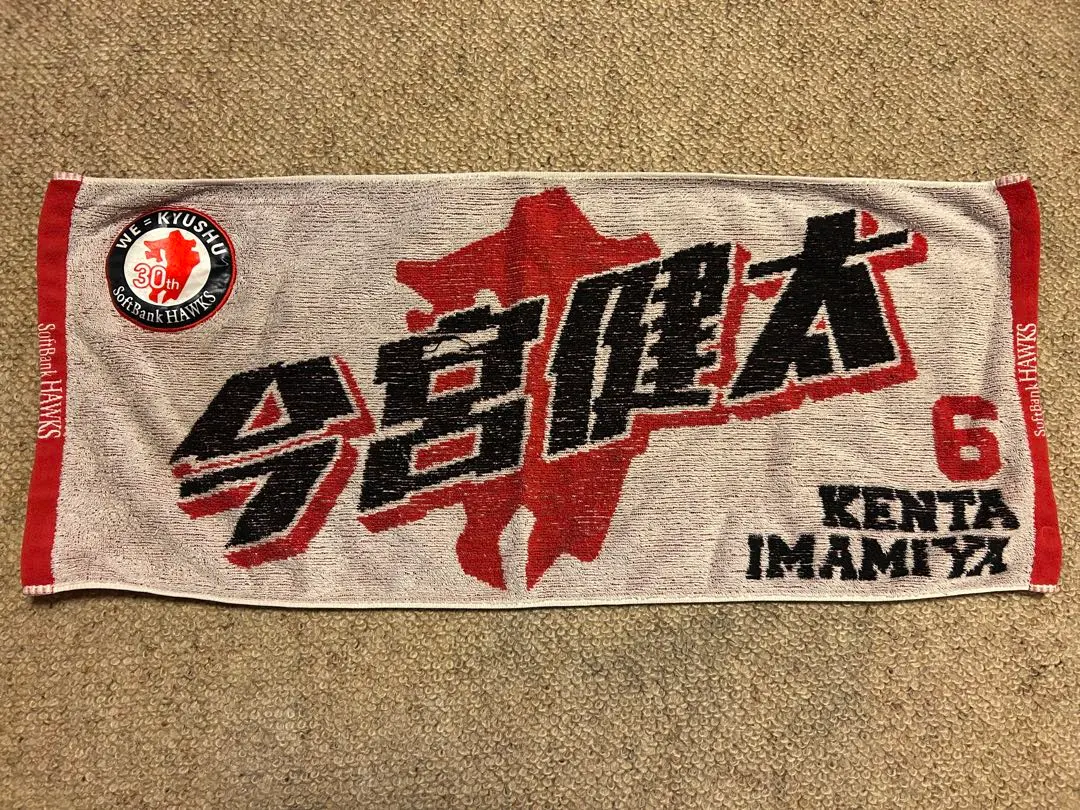 WE = KYUSHU
30th
SoftBank HAWKS
SoftBank HAWKS
今宮健太
6
KENTA
IMAMIYA
SoftBank HAWKS